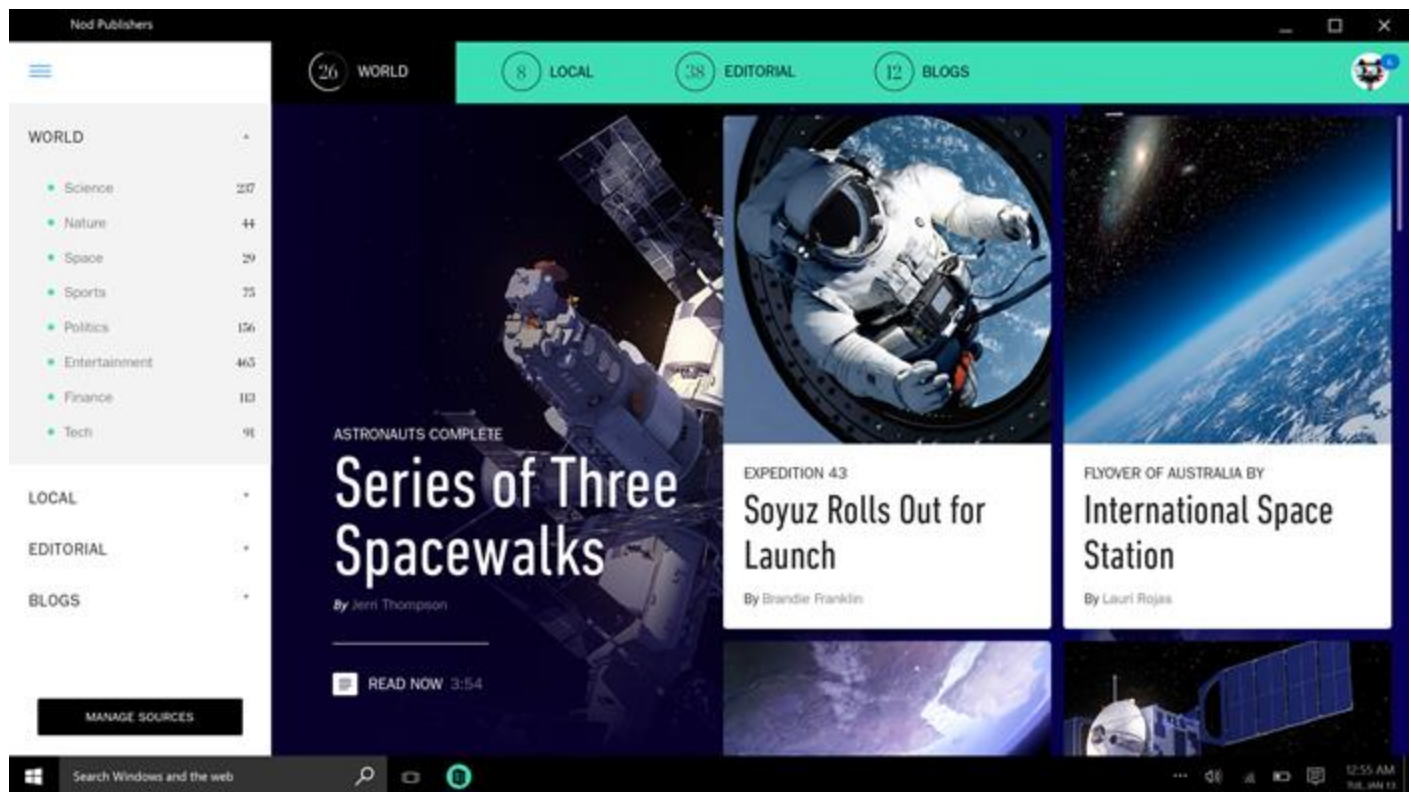 Nod Publishers
26 WORLD
8 LOCAL
38 EDITORIAL
12 BLOGS
WORLD
Science 237
Nature 44
Space 29
Sports 75
Politics 156
Entertainment 465
Finance 113
Tech 91
LOCAL
EDITORIAL
BLOGS
MANAGE SOURCES
ASTRONAUTS COMPLETE
Series of Three
Spacewalks
By Jerri Thompson
READ NOW 3:54
EXPEDITION 43
Soyuz Rolls Out for
Launch
By Brandie Franklin
FLYOVER OF AUSTRALIA BY
International Space
Station
By Lauri Rojas
Search Windows and the web
12:55 AM
TUE, JAN 13